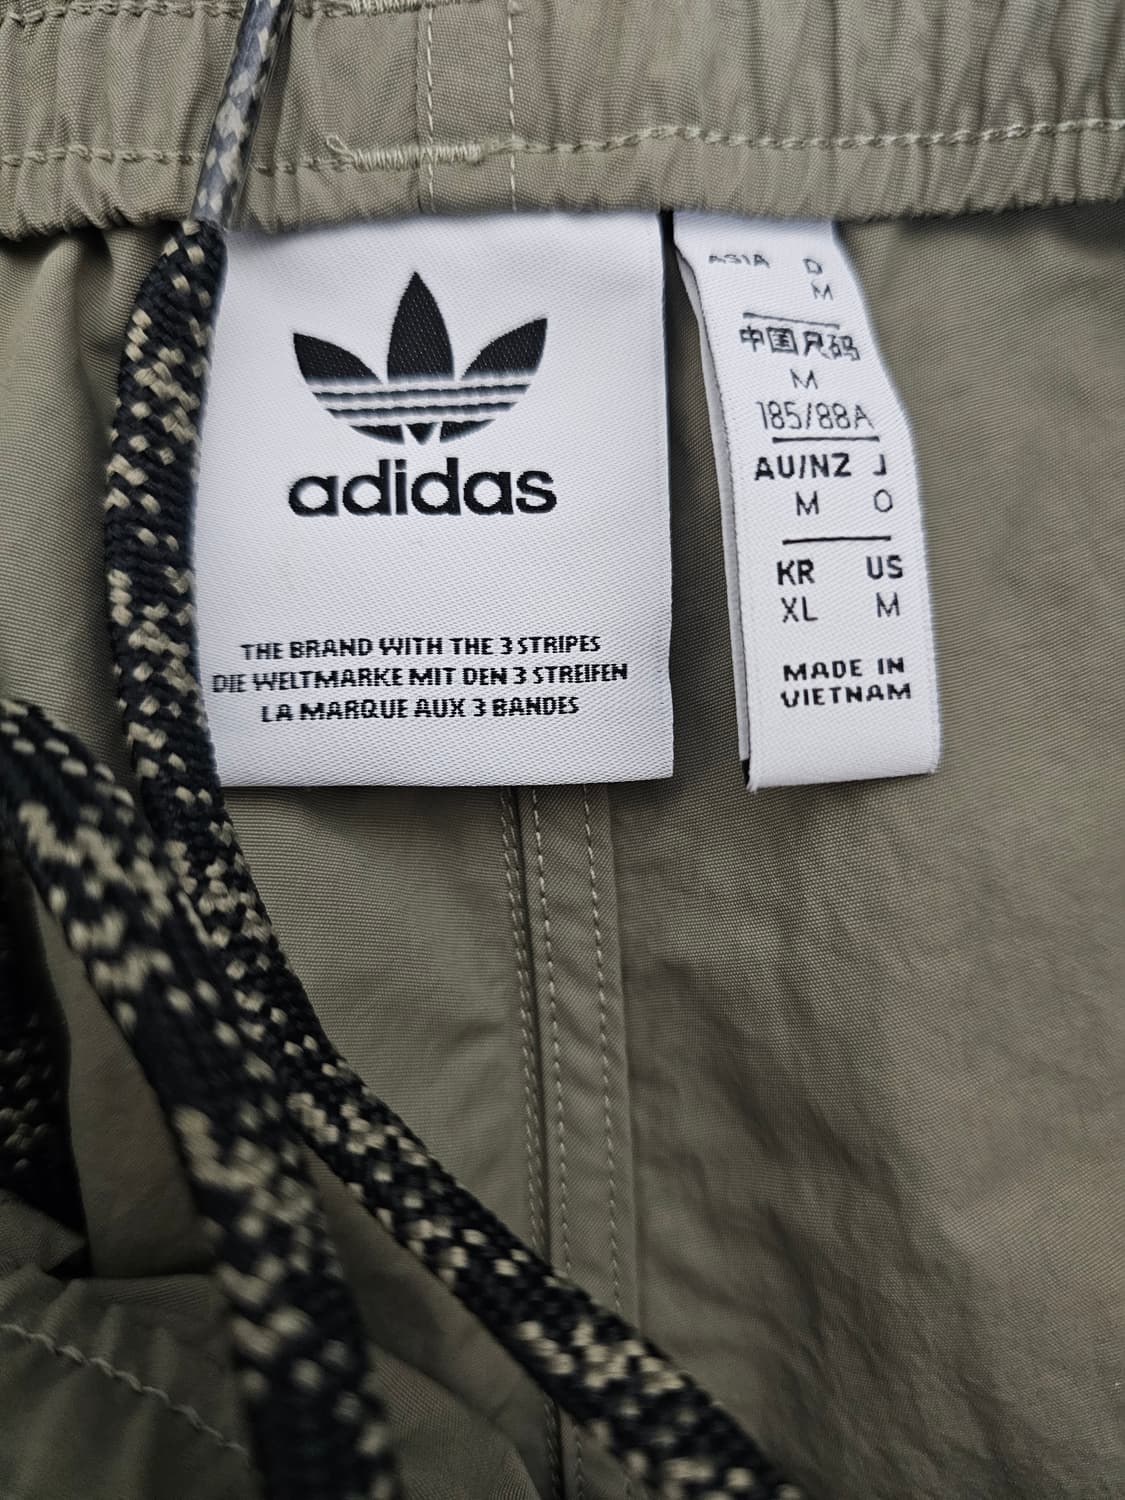 adidas
THE BRAND WITH THE 3 STRIPES
DIE WELTMARKE MIT DEN 3 STREIFEN
LA MARQUE AUX 3 BANDES
ASIA D
M
中国尺码
M
185/88A
AU/NZ J
M O
KR US
XL M
MADE IN
VIETNAM